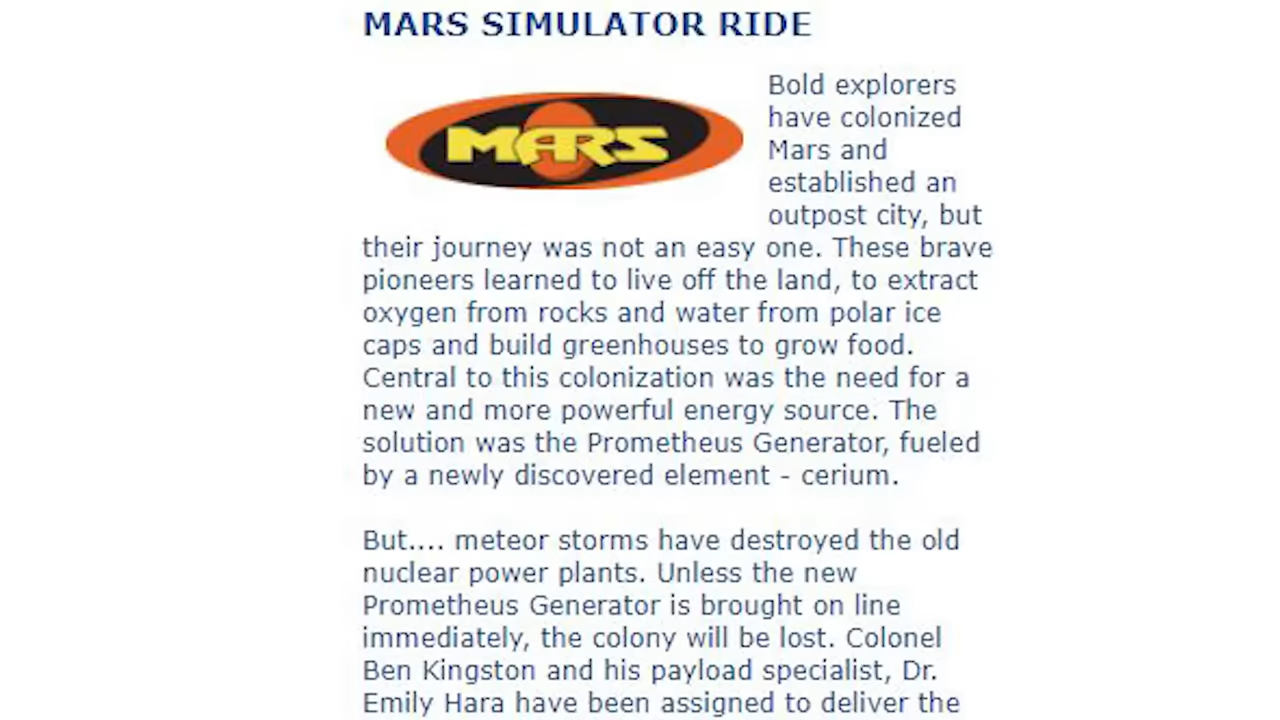 MARS SIMULATOR RIDE
MARS
Bold explorers
have colonized
Mars and
established an
outpost city, but
their journey was not an easy one. These brave
pioneers learned to live off the land, to extract
oxygen from rocks and water from polar ice
caps and build greenhouses to grow food.
Central to this colonization was the need for a
new and more powerful energy source. The
solution was the Prometheus Generator, fueled
by a newly discovered element - cerium.
But.... meteor storms have destroyed the old
nuclear power plants. Unless the new
Prometheus Generator is brought on line
immediately, the colony will be lost. Colonel
Ben Kingston and his payload specialist, Dr.
Emily Hara have been assigned to deliver the